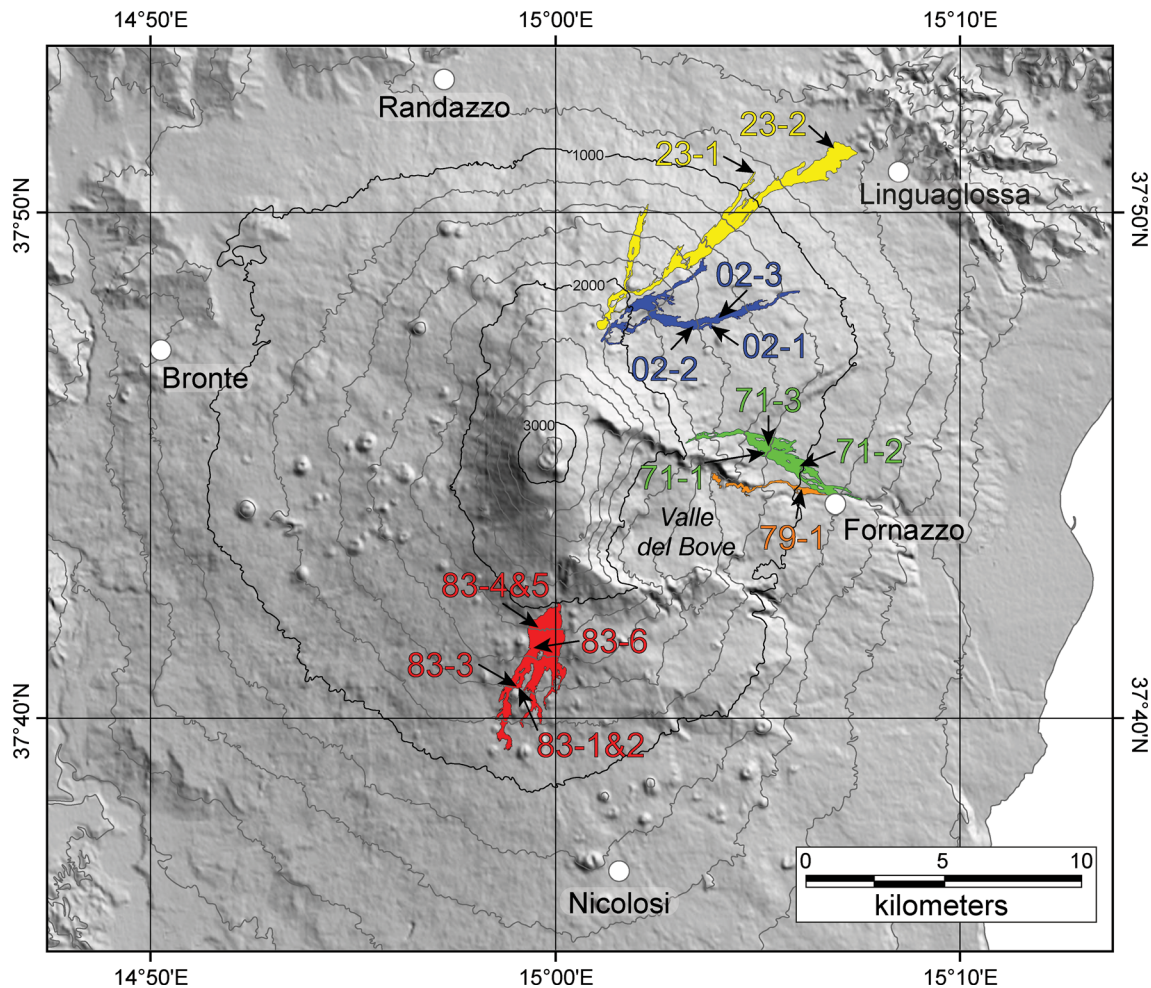 14°50'E
15°00'E
15°10'E
Randazzo
23-2
23-1
1000
Linguaglossa
37°50'N
37°50'N
2000
02-3
02-1
02-2
Bronte
71-3
3000
71-2
71-1
Valle
del Bove
Fornazzo
79-1
83-4&5
83-6
83-3
37°40'N
37°40'N
83-1&2
0 5 10
kilometers
Nicolosi
14°50'E
15°00'E
15°10'E